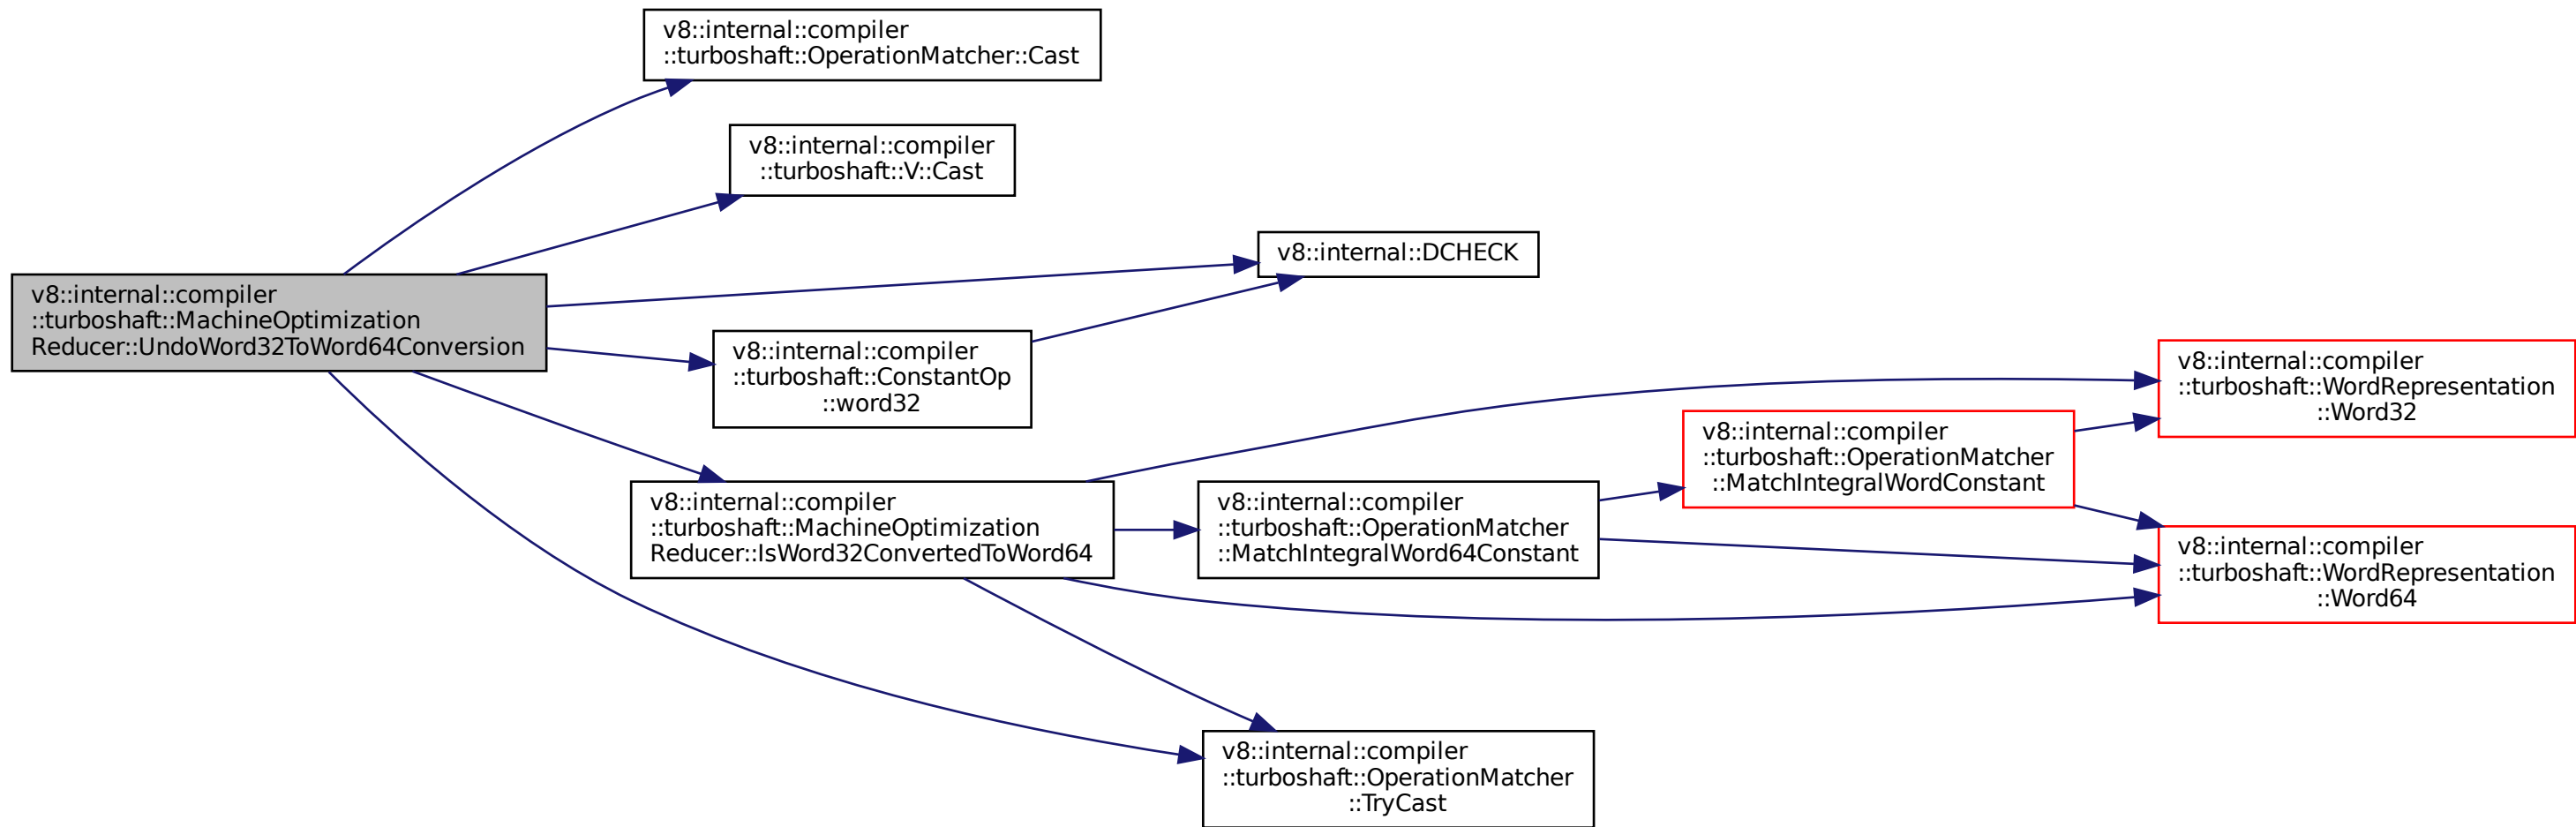 v8::internal::compiler
::turboshaft::OperationMatcher::Cast
v8::internal::compiler
::turboshaft::V::Cast
v8::internal::DCHECK
v8::internal::compiler
::turboshaft::MachineOptimization
Reducer::UndoWord32ToWord64Conversion
v8::internal::compiler
::turboshaft::ConstantOp
::word32
v8::internal::compiler
::turboshaft::WordRepresentation
::Word32
v8::internal::compiler
::turboshaft::OperationMatcher
::MatchIntegralWordConstant
v8::internal::compiler
::turboshaft::MachineOptimization
Reducer::IsWord32ConvertedToWord64
v8::internal::compiler
::turboshaft::OperationMatcher
::MatchIntegralWord64Constant
v8::internal::compiler
::turboshaft::WordRepresentation
::Word64
v8::internal::compiler
::turboshaft::OperationMatcher
::TryCast